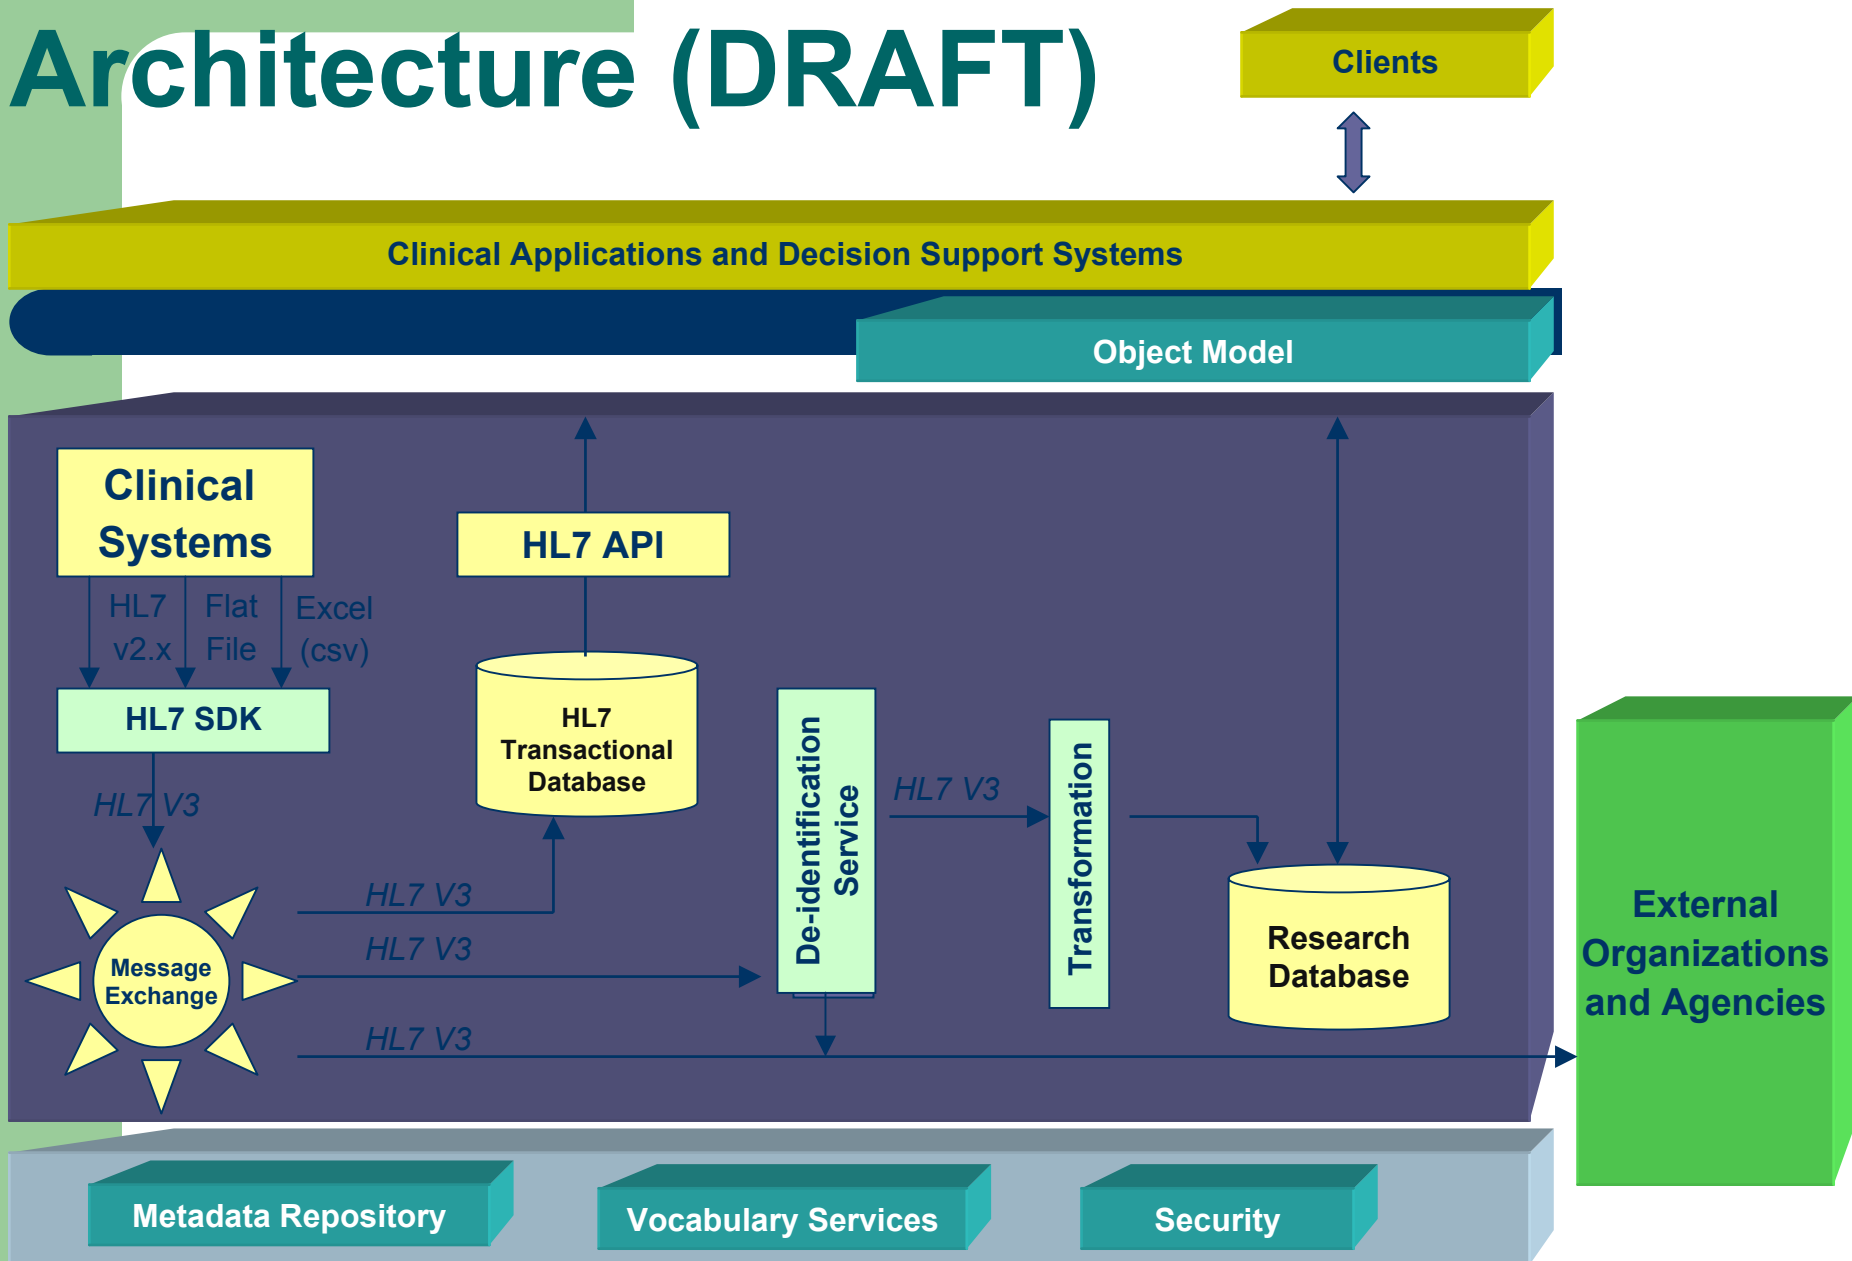 Architecture (DRAFT)
Clients
Clinical Applications and Decision Support Systems
Object Model
Clinical
Systems
HL7 API
HL7
v2.x
Flat
File
Excel
(csv)
HL7 SDK
HL7
Transactional
Database
De-identification
Service
HL7 V3
Transformation
HL7 V3
HL7 V3
HL7 V3
HL7 V3
Message
Exchange
Research
Database
External
Organizations
and Agencies
Metadata Repository
Vocabulary Services
Security